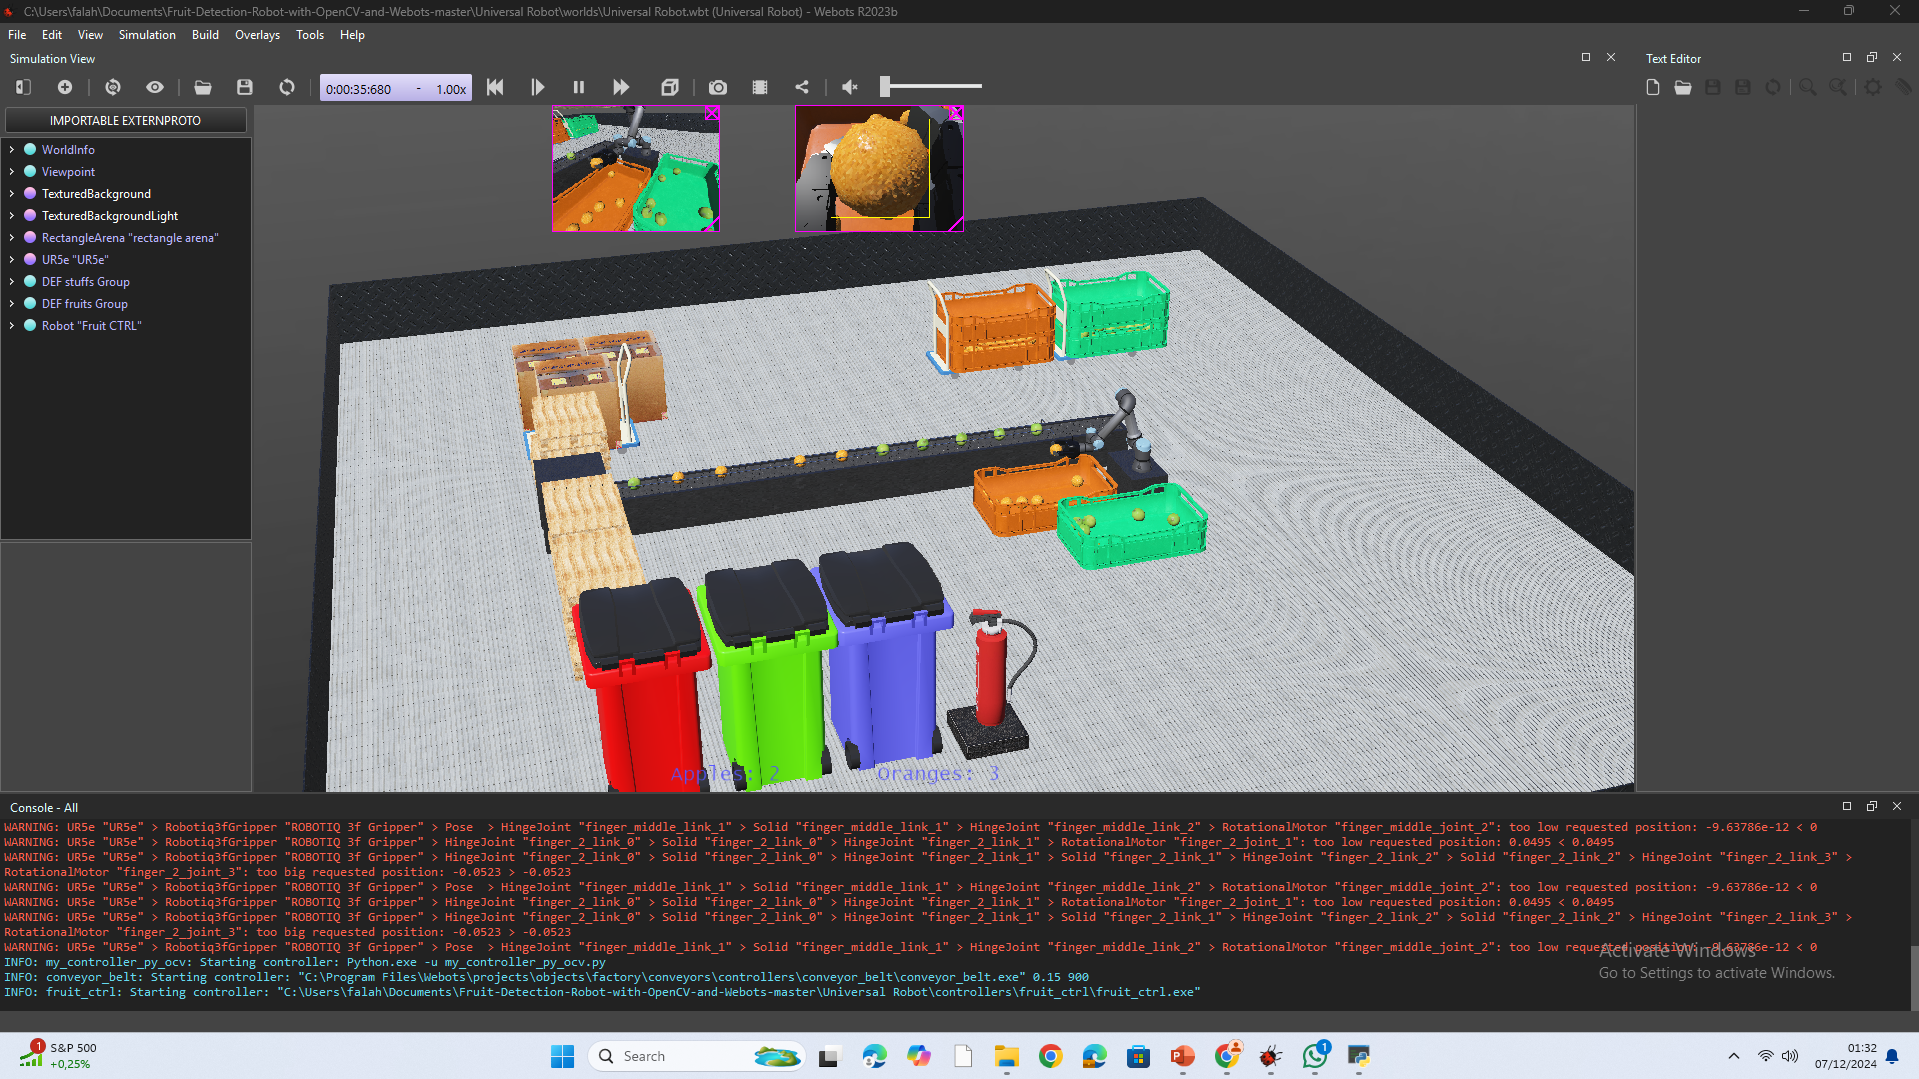 C:\Users\falah\Documents\Fruit-Detection-Robot-with-OpenCV-and-Webots-master\Universal Robot\worlds\Universal Robot.wbt (Universal Robot) - Webots R2023b
File Edit View Simulation Build Overlays Tools Help
Simulation View
Text Editor
0:00:35:680 - 1.00x
IMPORTABLE EXTERNPROTO
WorldInfo
Viewpoint
TexturedBackground
TexturedBackgroundLight
RectangleArena "rectangle arena"
UR5e "UR5e"
DEF stuffs Group
DEF fruits Group
Robot "Fruit CTRL"
Apples: 2 Oranges: 3
Console - All
WARNING: UR5e "UR5e" > Robotiq3fGripper "ROBOTIQ 3f Gripper" > Pose > HingeJoint "finger_middle_link_1" > Solid "finger_middle_link_1" > HingeJoint "finger_middle_link_2" > RotationalMotor "finger_middle_joint_2": too low requested position: -9.63786e-12 < 0
WARNING: UR5e "UR5e" > Robotiq3fGripper "ROBOTIQ 3f Gripper" > HingeJoint "finger_2_link_0" > Solid "finger_2_link_0" > HingeJoint "finger_2_link_1" > RotationalMotor "finger_2_joint_1": too low requested position: 0.0495 < 0.0495
WARNING: UR5e "UR5e" > Robotiq3fGripper "ROBOTIQ 3f Gripper" > HingeJoint "finger_2_link_0" > Solid "finger_2_link_0" > HingeJoint "finger_2_link_1" > Solid "finger_2_link_1" > HingeJoint "finger_2_link_2" > Solid "finger_2_link_2" > HingeJoint "finger_2_link_3" >
RotationalMotor "finger_2_joint_3": too big requested position: -0.0523 > -0.0523
WARNING: UR5e "UR5e" > Robotiq3fGripper "ROBOTIQ 3f Gripper" > Pose > HingeJoint "finger_middle_link_1" > Solid "finger_middle_link_1" > HingeJoint "finger_middle_link_2" > RotationalMotor "finger_middle_joint_2": too low requested position: -9.63786e-12 < 0
WARNING: UR5e "UR5e" > Robotiq3fGripper "ROBOTIQ 3f Gripper" > HingeJoint "finger_2_link_0" > Solid "finger_2_link_0" > HingeJoint "finger_2_link_1" > RotationalMotor "finger_2_joint_1": too low requested position: 0.0495 < 0.0495
WARNING: UR5e "UR5e" > Robotiq3fGripper "ROBOTIQ 3f Gripper" > HingeJoint "finger_2_link_0" > Solid "finger_2_link_0" > HingeJoint "finger_2_link_1" > Solid "finger_2_link_1" > HingeJoint "finger_2_link_2" > Solid "finger_2_link_2" > HingeJoint "finger_2_link_3" >
RotationalMotor "finger_2_joint_3": too big requested position: -0.0523 > -0.0523
WARNING: UR5e "UR5e" > Robotiq3fGripper "ROBOTIQ 3f Gripper" > Pose > HingeJoint "finger_middle_link_1" > Solid "finger_middle_link_1" > HingeJoint "finger_middle_link_2" > RotationalMotor "finger_middle_joint_2": too low requested position: -9.63786e-12 < 0
INFO: my_controller_py_ocv: Starting controller: Python.exe -u my_controller_py_ocv.py
INFO: conveyor_belt: Starting controller: "C:\Program Files\Webots\projects\objects\factory\conveyors\controllers\conveyor_belt\conveyor_belt.exe" 0.15 900
INFO: fruit_ctrl: Starting controller: "C:\Users\falah\Documents\Fruit-Detection-Robot-with-OpenCV-and-Webots-master\Universal Robot\controllers\fruit_ctrl\fruit_ctrl.exe"
Activate Windows
Go to Settings to activate Windows.
1
S&P 500
+0,25%
Search
1
01:32
07/12/2024